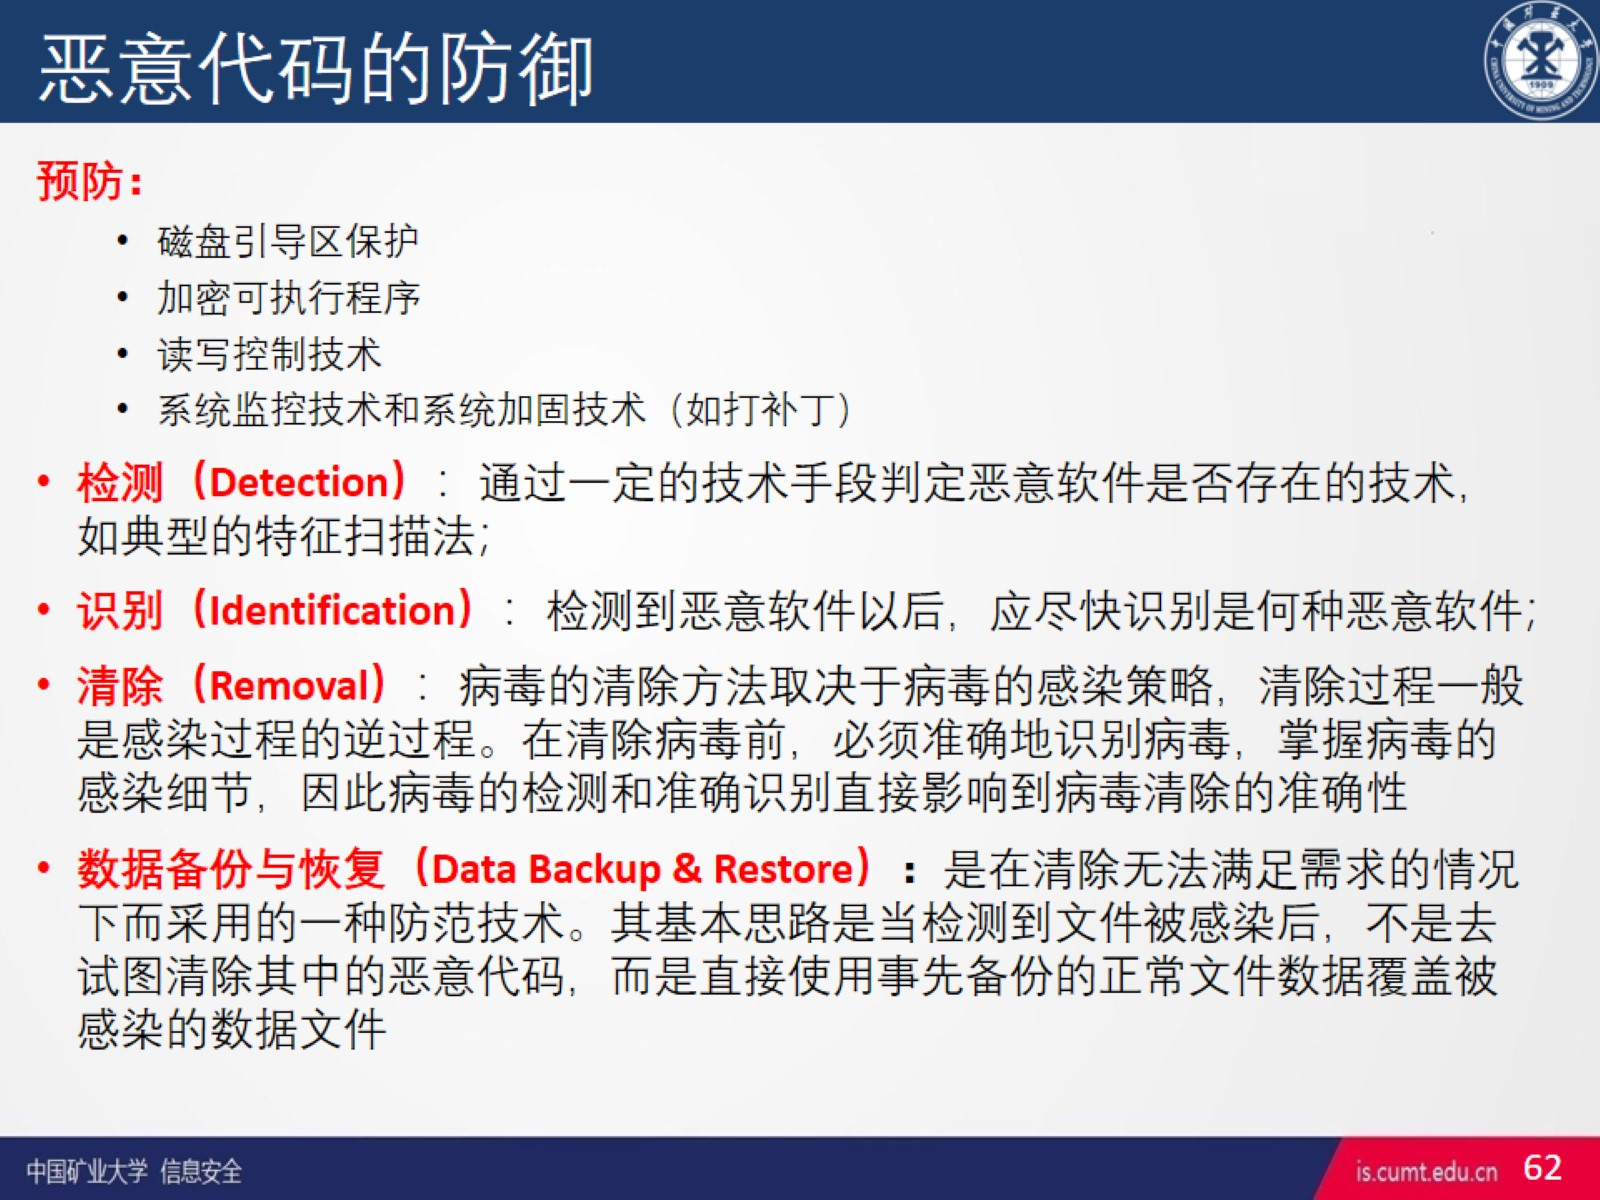 恶意代码的防御
CHINA UNIVERSITY OF MINING AND TECHNOLOGY
1909
预防：
• 磁盘引导区保护
• 加密可执行程序
• 读写控制技术
• 系统监控技术和系统加固技术（如打补丁）
• 检测（Detection）：通过一定的技术手段判定恶意软件是否存在的技术，
如典型的特征扫描法；
• 识别（Identification）：检测到恶意软件以后，应尽快识别是何种恶意软件；
• 清除（Removal）：病毒的清除方法取决于病毒的感染策略，清除过程一般
是感染过程的逆过程。在清除病毒前，必须准确地识别病毒，掌握病毒的
感染细节，因此病毒的检测和准确识别直接影响到病毒清除的准确性
• 数据备份与恢复（Data Backup & Restore）：是在清除无法满足需求的情况
下而采用的一种防范技术。其基本思路是当检测到文件被感染后，不是去
试图清除其中的恶意代码，而是直接使用事先备份的正常文件数据覆盖被
感染的数据文件
中国矿业大学 信息安全
is.cumt.edu.cn 62